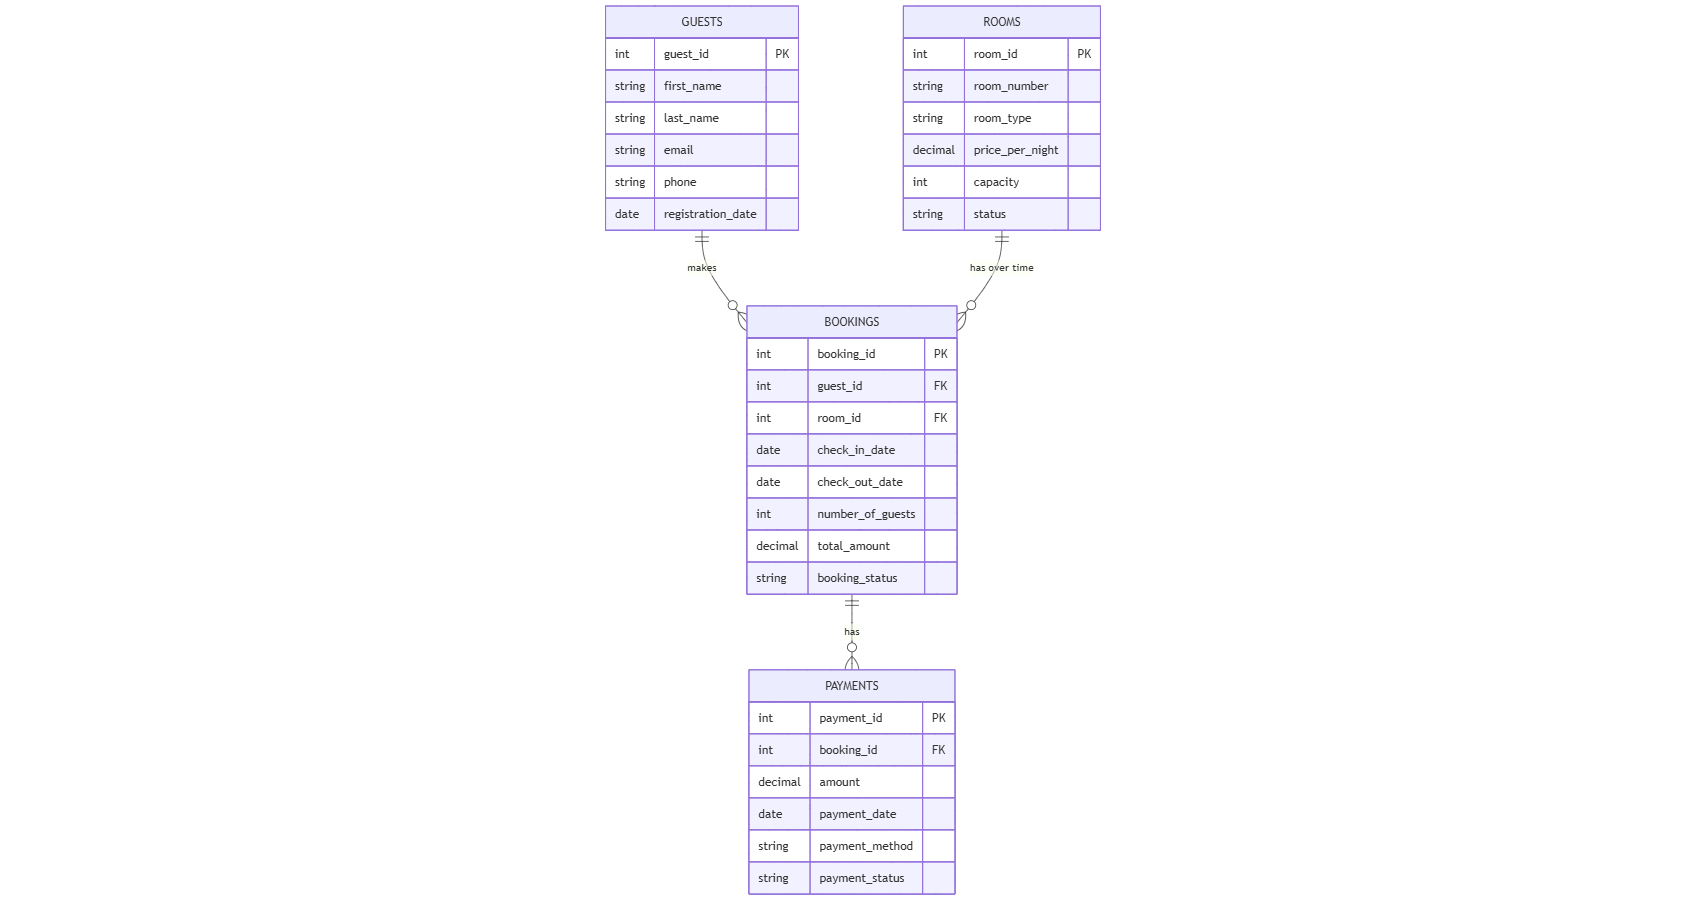 GUESTS
int guest_id PK
string first_name
string last_name
string email
string phone
date registration_date
ROOMS
int room_id PK
string room_number
string room_type
decimal price_per_night
int capacity
string status
makes
has over time
BOOKINGS
int booking_id PK
int guest_id FK
int room_id FK
date check_in_date
date check_out_date
int number_of_guests
decimal total_amount
string booking_status
has
PAYMENTS
int payment_id PK
int booking_id FK
decimal amount
date payment_date
string payment_method
string payment_status